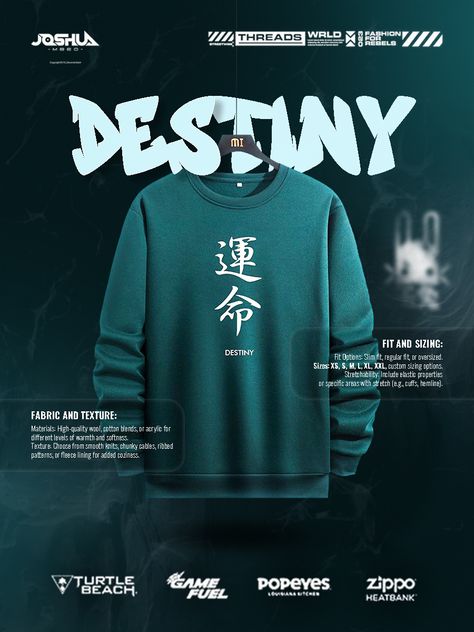 JOSHUA
MBEO
STREETWEAR
THREADS
WRLD
023
FASHION
FOR
REBELS
DESTINY
MI
運
命
DESTINY
FIT AND SIZING:
Fit Options: Slim fit, regular fit, or oversized.
Sizes: XS, S, M, L, XL, XXL, custom sizing options.
Stretchability: Include elastic properties
or specific areas with stretch (e.g., cuffs, hemline).
FABRIC AND TEXTURE:
Materials: High-quality wool, cotton blends, or acrylic for
different levels of warmth and softness.
Texture: Choose from smooth knits, chunky cables, ribbed
patterns, or fleece lining for added coziness.
TURTLE
BEACH
GAME
FUEL
POPEYES
LOUISIANA KITCHEN
zippo
HEATBANK